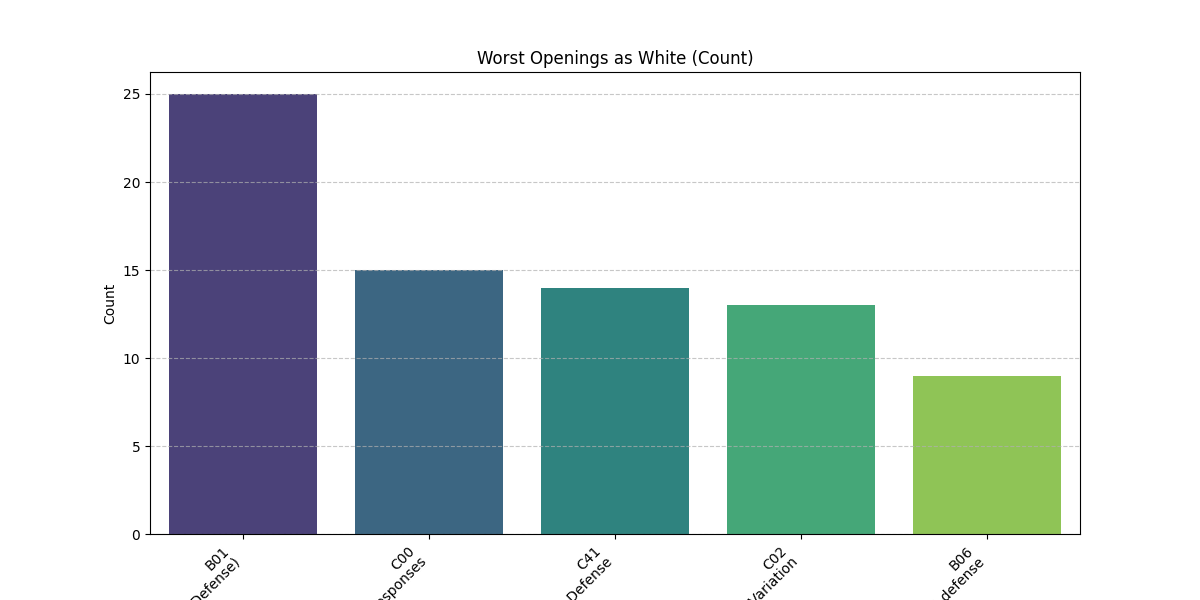 Worst Openings as White (Count)
25
20
15
10
5
0
Count
B01
Defense)
C00
C41
Defense
C02
Variation
B06
defense